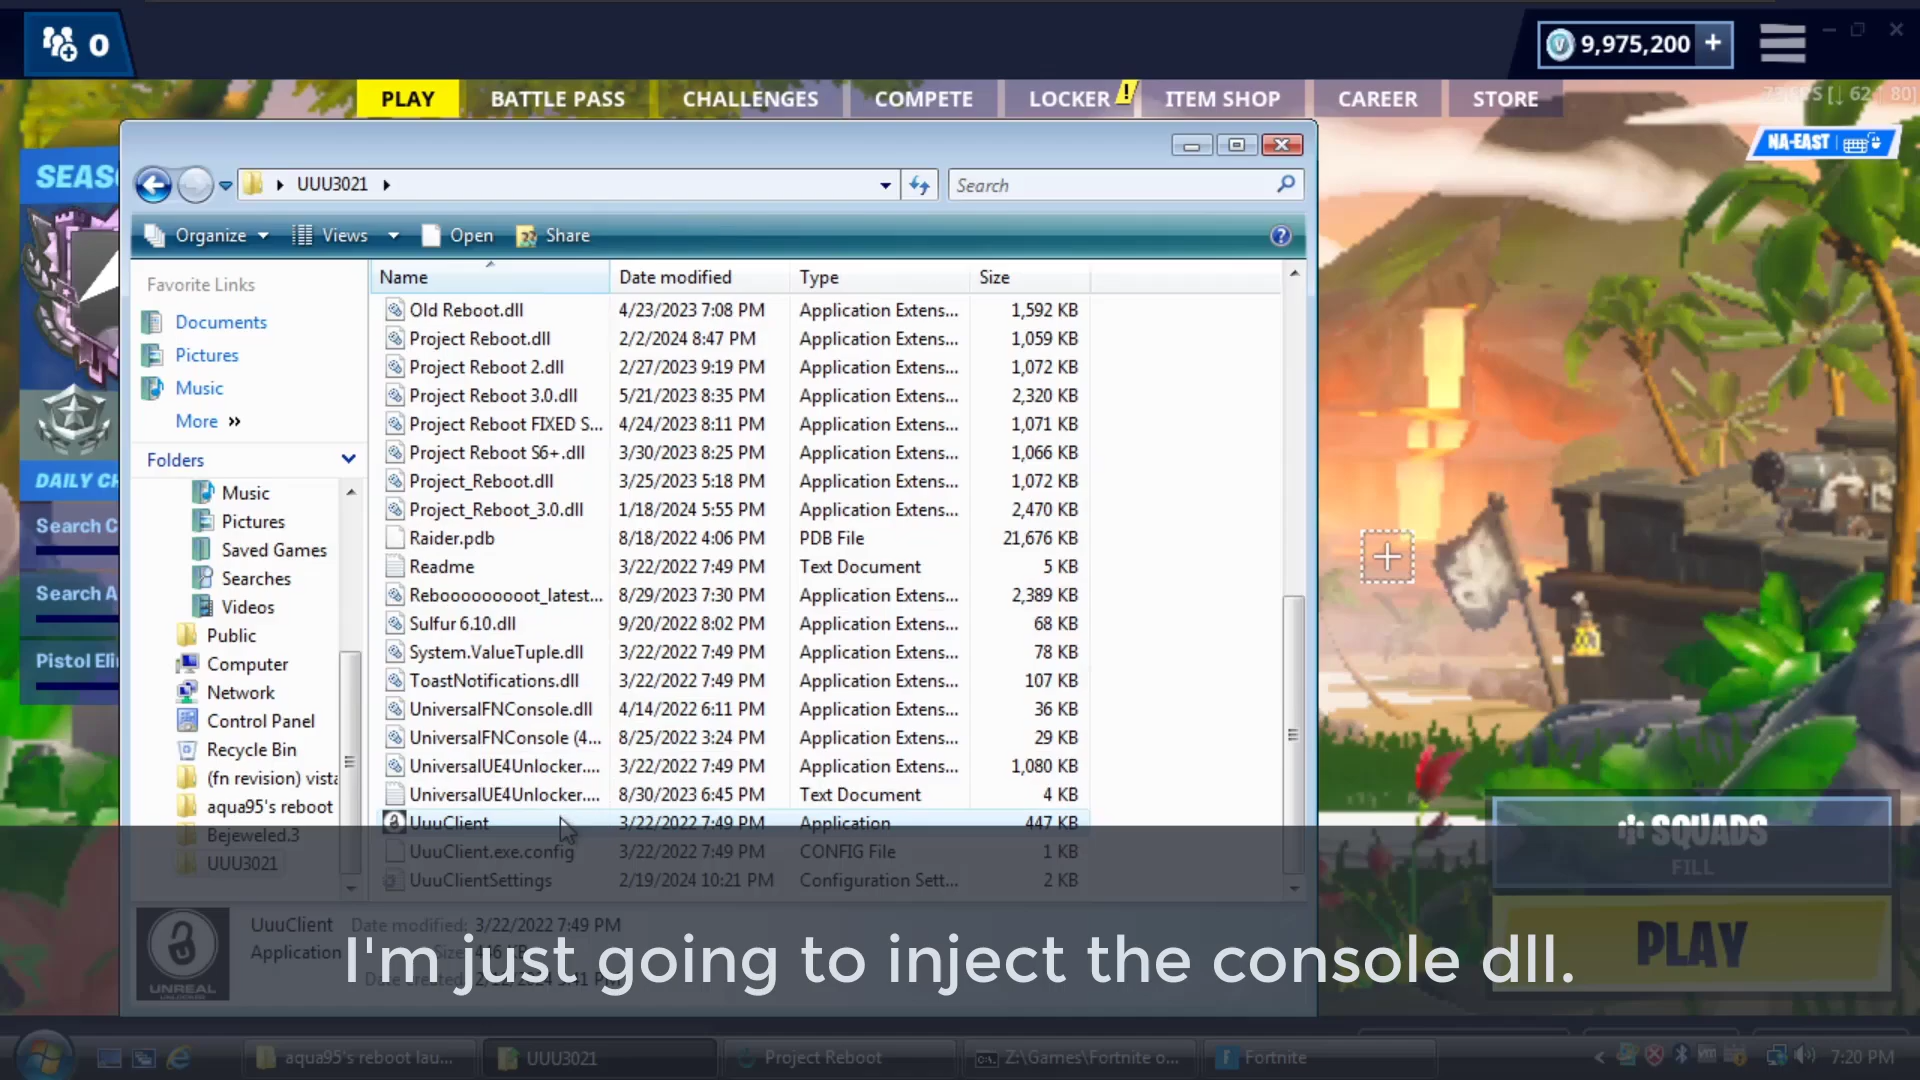 0
9,975,200 +
PLAY
BATTLE PASS
CHALLENGES
COMPETE
LOCKER
ITEM SHOP
CAREER
STORE
NA-EAST
UUU3021
Search
Organize
Views
Open
Share
Favorite Links
Documents
Pictures
Music
More »
Folders
Music
Pictures
Saved Games
Searches
Videos
Public
Computer
Network
Control Panel
Recycle Bin
(fn revision) vista
aqua95's reboot
Bejeweled.3
UUU3021
Name Date modified Type Size
Old Reboot.dll 4/23/2023 7:08 PM Application Extens... 1,592 KB
Project Reboot.dll 2/2/2024 8:47 PM Application Extens... 1,059 KB
Project Reboot 2.dll 2/27/2023 9:19 PM Application Extens... 1,072 KB
Project Reboot 3.0.dll 5/21/2023 8:35 PM Application Extens... 2,320 KB
Project Reboot FIXED S... 4/24/2023 8:11 PM Application Extens... 1,071 KB
Project Reboot S6+.dll 3/30/2023 8:25 PM Application Extens... 1,066 KB
Project_Reboot.dll 3/25/2023 5:18 PM Application Extens... 1,072 KB
Project_Reboot_3.0.dll 1/18/2024 5:55 PM Application Extens... 2,470 KB
Raider.pdb 8/18/2022 4:06 PM PDB File 21,676 KB
Readme 3/22/2022 7:49 PM Text Document 5 KB
Rebooooooooot_latest... 8/29/2023 7:30 PM Application Extens... 2,389 KB
Sulfur 6.10.dll 9/20/2022 8:02 PM Application Extens... 68 KB
System.ValueTuple.dll 3/22/2022 7:49 PM Application Extens... 78 KB
ToastNotifications.dll 3/22/2022 7:49 PM Application Extens... 107 KB
UniversalFNConsole.dll 4/14/2022 6:11 PM Application Extens... 36 KB
UniversalFNConsole (4... 8/25/2022 3:24 PM Application Extens... 29 KB
UniversalUE4Unlocker.... 3/22/2022 7:49 PM Application Extens... 1,080 KB
UniversalUE4Unlocker.... 8/30/2023 6:45 PM Text Document 4 KB
UuuClient 3/22/2022 7:49 PM Application 447 KB
UuuClient.exe.config 3/22/2022 7:49 PM CONFIG File 1 KB
UuuClientSettings 2/19/2024 10:21 PM Configuration Sett... 2 KB
SEAS
DAILY CH
Search C
Search A
Pistol Eli
SQUADS
FILL
PLAY
UNREAL
UNLOCKER
UuuClient Date modified: 3/22/2022 7:49 PM
Application Size: 446 KB
I'm just going to inject the console dll.
aqua95's reboot lau...
UUU3021
Project Reboot
Z:\Games\Fortnite o...
Fortnite
7:20 PM